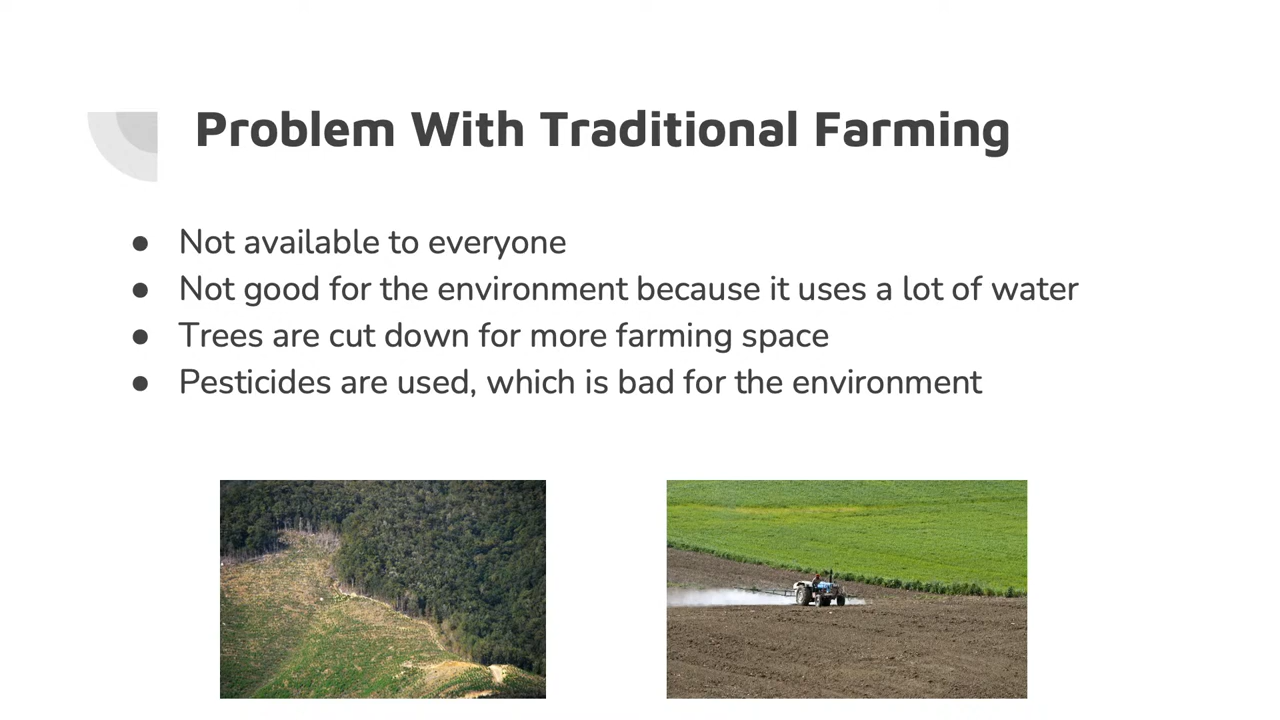 Problem With Traditional Farming
● Not available to everyone
● Not good for the environment because it uses a lot of water
● Trees are cut down for more farming space
● Pesticides are used, which is bad for the environment